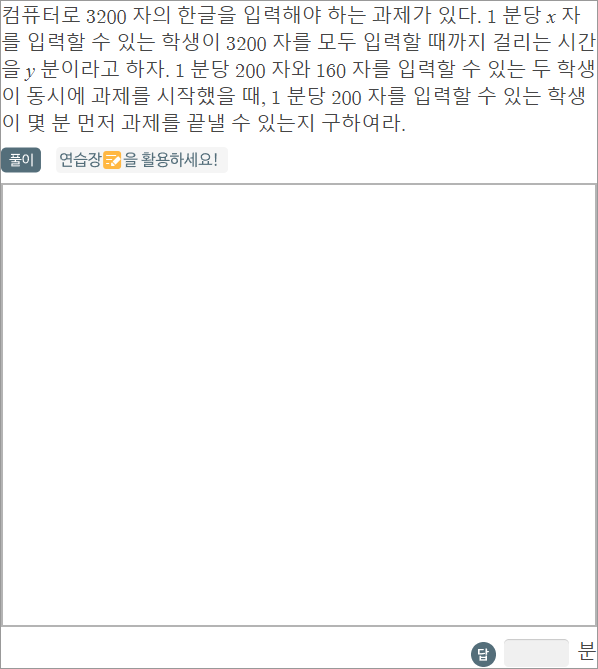 컴퓨터로 3200 자의 한글을 입력해야 하는 과제가 있다. 1 분당 x 자
를 입력할 수 있는 학생이 3200 자를 모두 입력할 때까지 걸리는 시간
을 y 분이라고 하자. 1 분당 200 자와 160 자를 입력할 수 있는 두 학생
이 동시에 과제를 시작했을 때, 1 분당 200 자를 입력할 수 있는 학생
이 몇 분 먼저 과제를 끝낼 수 있는지 구하여라.
풀이 연습장을 활용하세요!
답 분